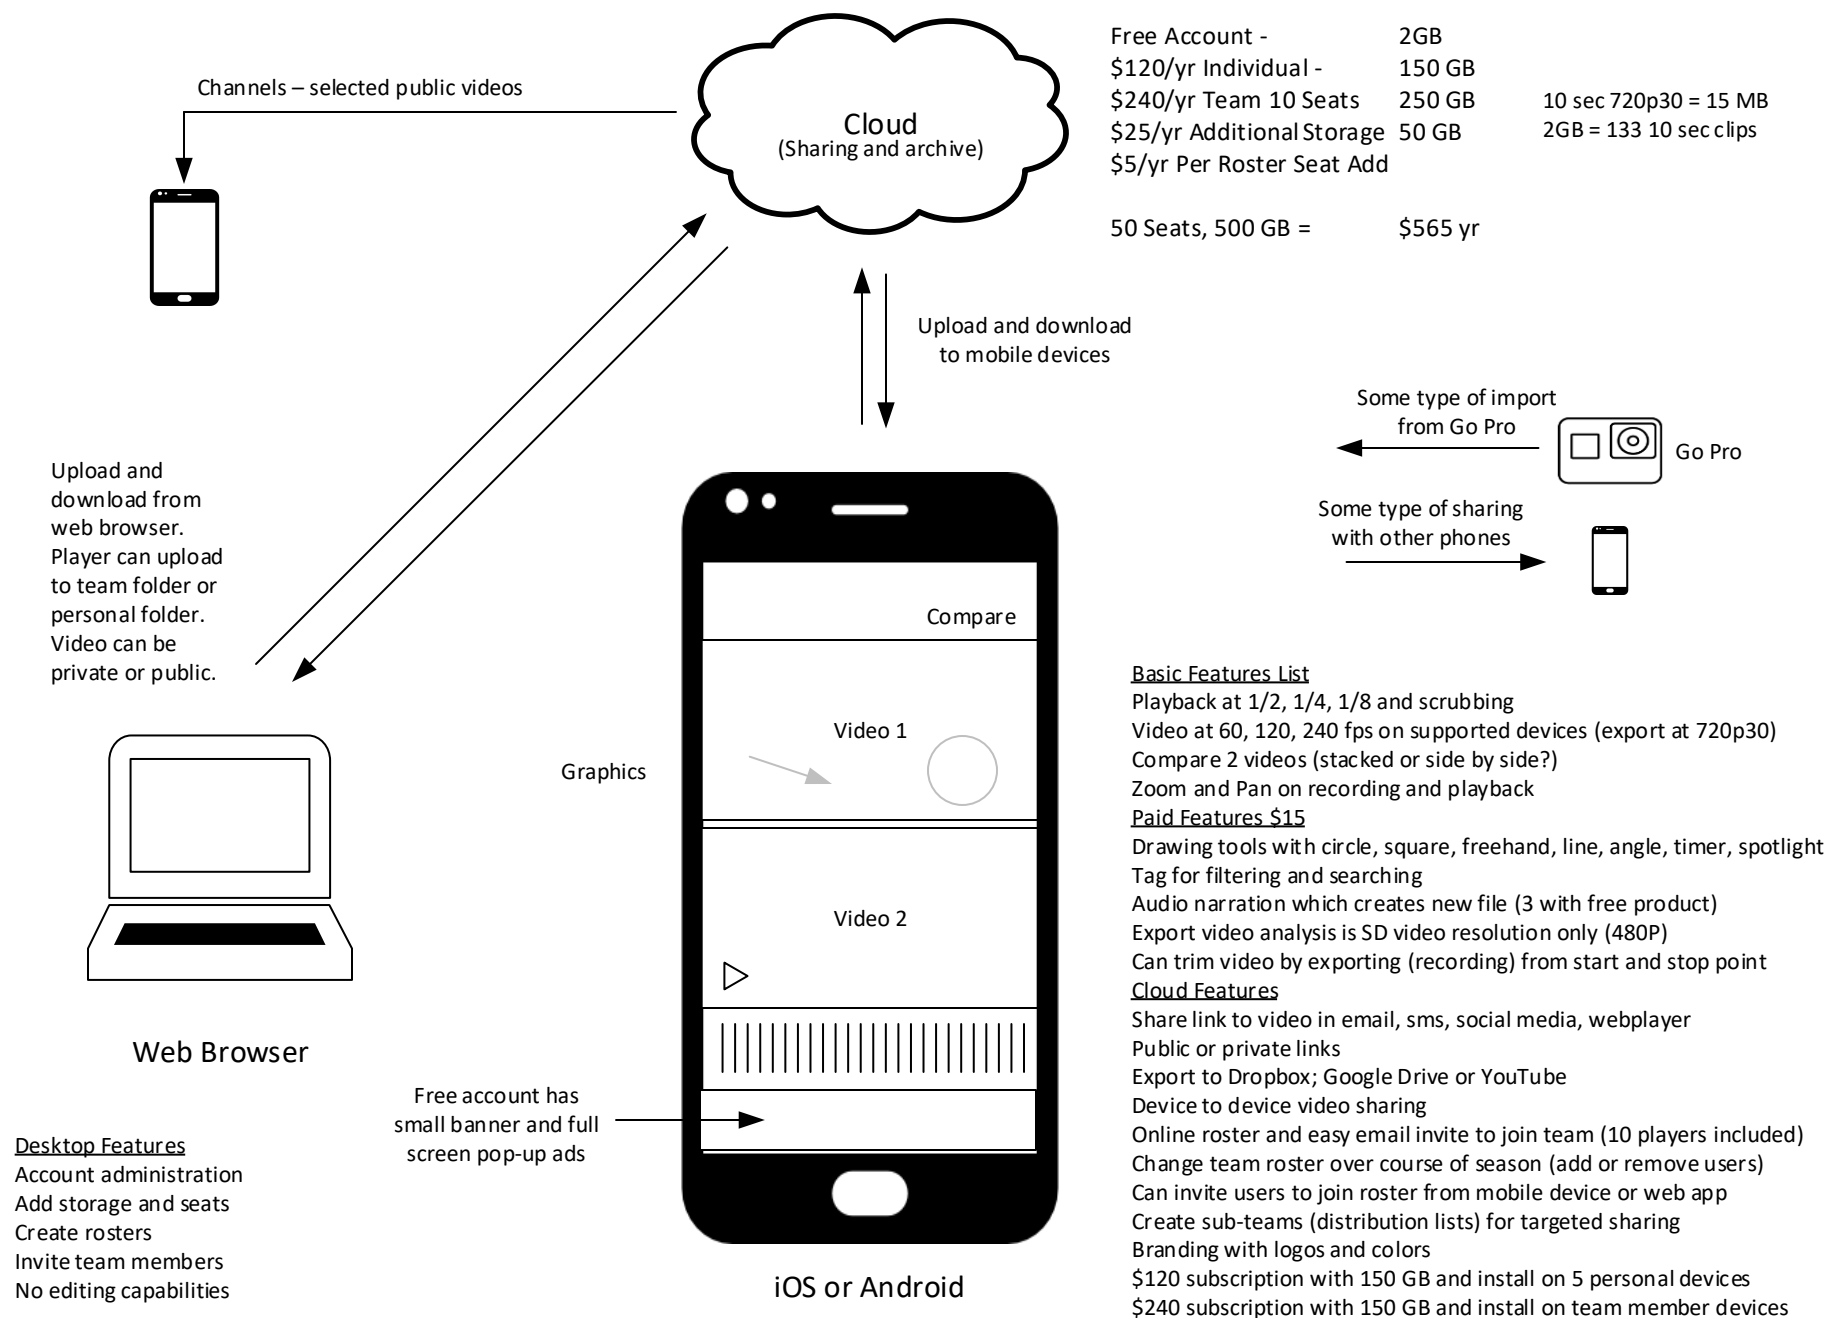 Channels – selected public videos
Cloud
(Sharing and archive)
Free Account - 2GB
$120/yr Individual - 150 GB
$240/yr Team 10 Seats 250 GB
$25/yr Additional Storage 50 GB
$5/yr Per Roster Seat Add
50 Seats, 500 GB = $565 yr
10 sec 720p30 = 15 MB
2GB = 133 10 sec clips
Upload and download
to mobile devices
Some type of import
from Go Pro
Go Pro
Some type of sharing
with other phones
Upload and
download from
web browser.
Player can upload
to team folder or
personal folder.
Video can be
private or public.
Compare
Video 1
Graphics
Video 2
Web Browser
Free account has
small banner and full
screen pop-up ads
iOS or Android
Desktop Features
Account administration
Add storage and seats
Create rosters
Invite team members
No editing capabilities
Basic Features List
Playback at 1/2, 1/4, 1/8 and scrubbing
Video at 60, 120, 240 fps on supported devices (export at 720p30)
Compare 2 videos (stacked or side by side?)
Zoom and Pan on recording and playback
Paid Features $15
Drawing tools with circle, square, freehand, line, angle, timer, spotlight
Tag for filtering and searching
Audio narration which creates new file (3 with free product)
Export video analysis is SD video resolution only (480P)
Can trim video by exporting (recording) from start and stop point
Cloud Features
Share link to video in email, sms, social media, webplayer
Public or private links
Export to Dropbox; Google Drive or YouTube
Device to device video sharing
Online roster and easy email invite to join team (10 players included)
Change team roster over course of season (add or remove users)
Can invite users to join roster from mobile device or web app
Create sub-teams (distribution lists) for targeted sharing
Branding with logos and colors
$120 subscription with 150 GB and install on 5 personal devices
$240 subscription with 150 GB and install on team member devices